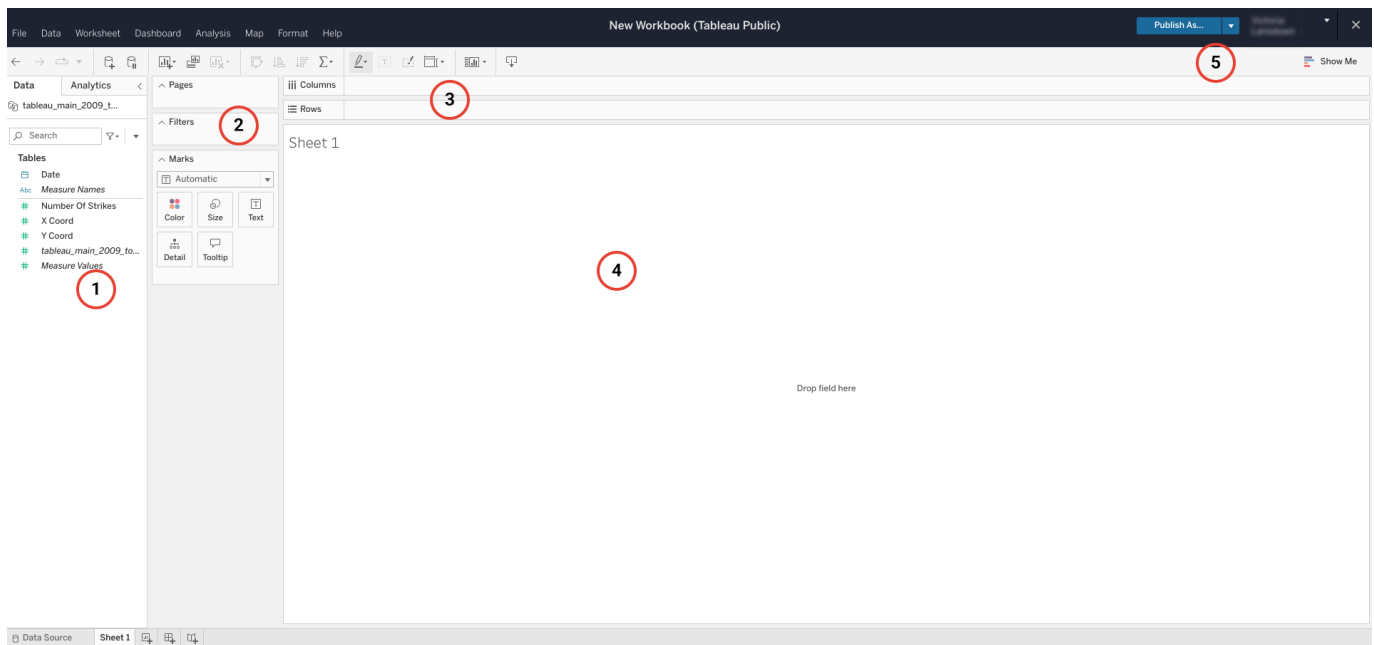 New Workbook (Tableau Public)
Publish As...
File Data Worksheet Dashboard Analysis Map Format Help
5
Show Me
Data Analytics
Pages
Columns
tableau_main_2009_t...
3
Rows
Filters
2
Search
Sheet 1
Tables
Marks
Date
Automatic
Abc Measure Names
Number Of Strikes
X Coord
Color Size Text
Y Coord
tableau_main_2009_to...
Detail Tooltip
Measure Values
1
4
Drop field here
Data Source Sheet 1